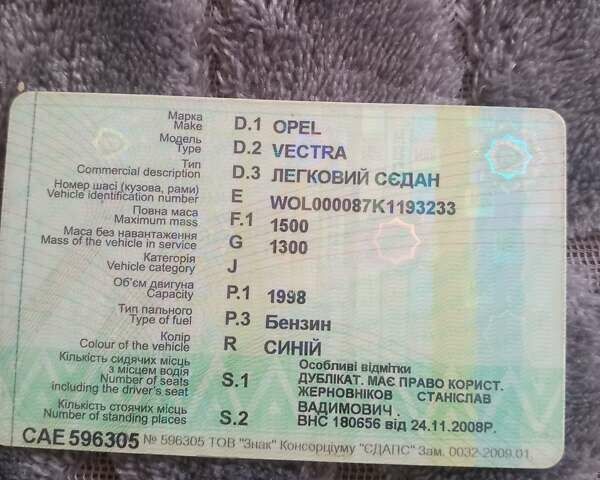 Марка
Make D.1 OPEL
Модель
Type D.2 VECTRA
Тип
Commercial description D.3 ЛЕГКОВИЙ СЄДАН
Номер шасі (кузова, рами)
Vehicle identification number E WOL000087K1193233
Повна маса
Maximum mass F.1 1500
Маса без навантаження
Mass of the vehicle in service G 1300
Категорія
Vehicle category J
Об'єм двигуна
Capacity P.1 1998
Тип пального
Type of fuel P.3 Бензин
Колір
Colour of the vehicle R СИНІЙ
Кількість сидячих місць
з місцем водія
Number of seats
including the driver's seat S.1
Кількість стоячих місць
Number of standing places S.2
Особливі відмітки
ДУБЛІКАТ. МАЄ ПРАВО КОРИСТ.
ЖЕРНОВНІКОВ СТАНІСЛАВ
ВАДИМОВИЧ .
ВНС 180656 від 24.11.2008Р.
САЕ 596305 № 596305 ТОВ "Знак" Консорціуму "ЄДАПС" Зам. 0032-2009.01.